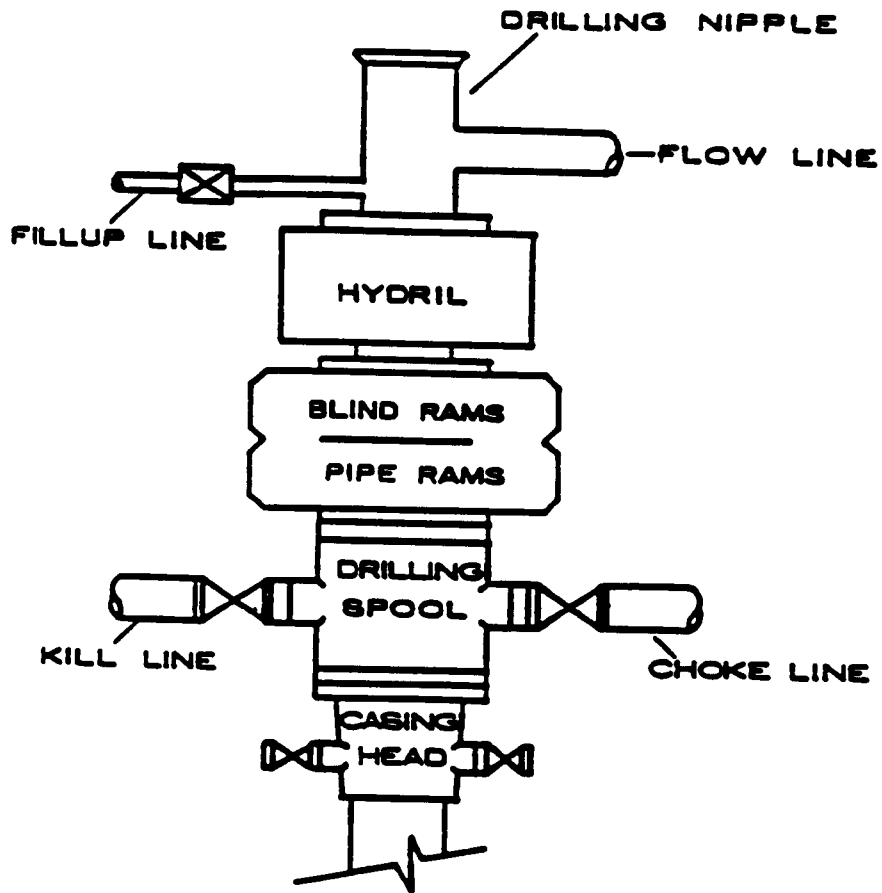 DRILLING NIPPLE
FLOW LINE
FILLUP LINE
HYDRIL
BLIND RAMS
PIPE RAMS
DRILLING
SPOOL
KILL LINE
CHOKE LINE
CASING
HEAD